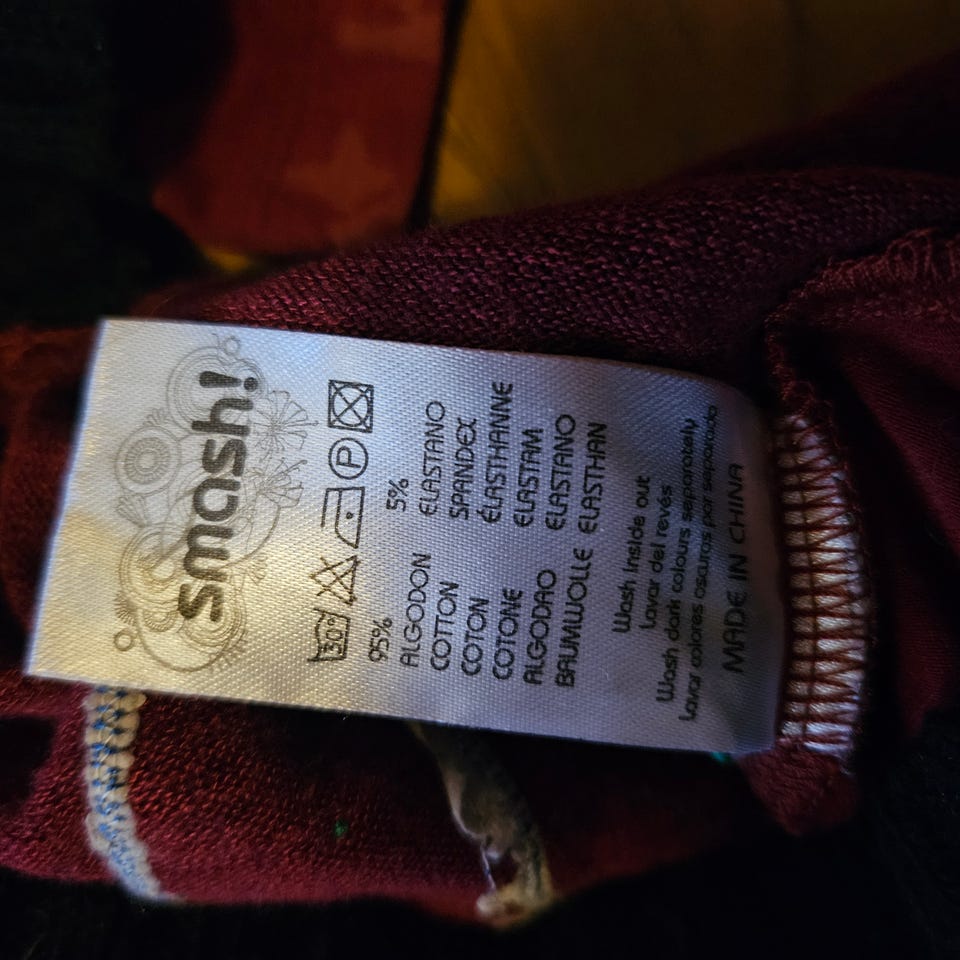 smash!
30°
P
95%
5%
ALGODON ELASTANO
COTTON SPANDEX
COTON ÉLASTHANNE
COTONE ELASTAM
ALGODAO ELASTANO
BAUMWOLLE ELASTHAN
Wash inside out
Lavar del revés
Wash dark colours separately
Lavar colores oscuros por separado
MADE IN CHINA